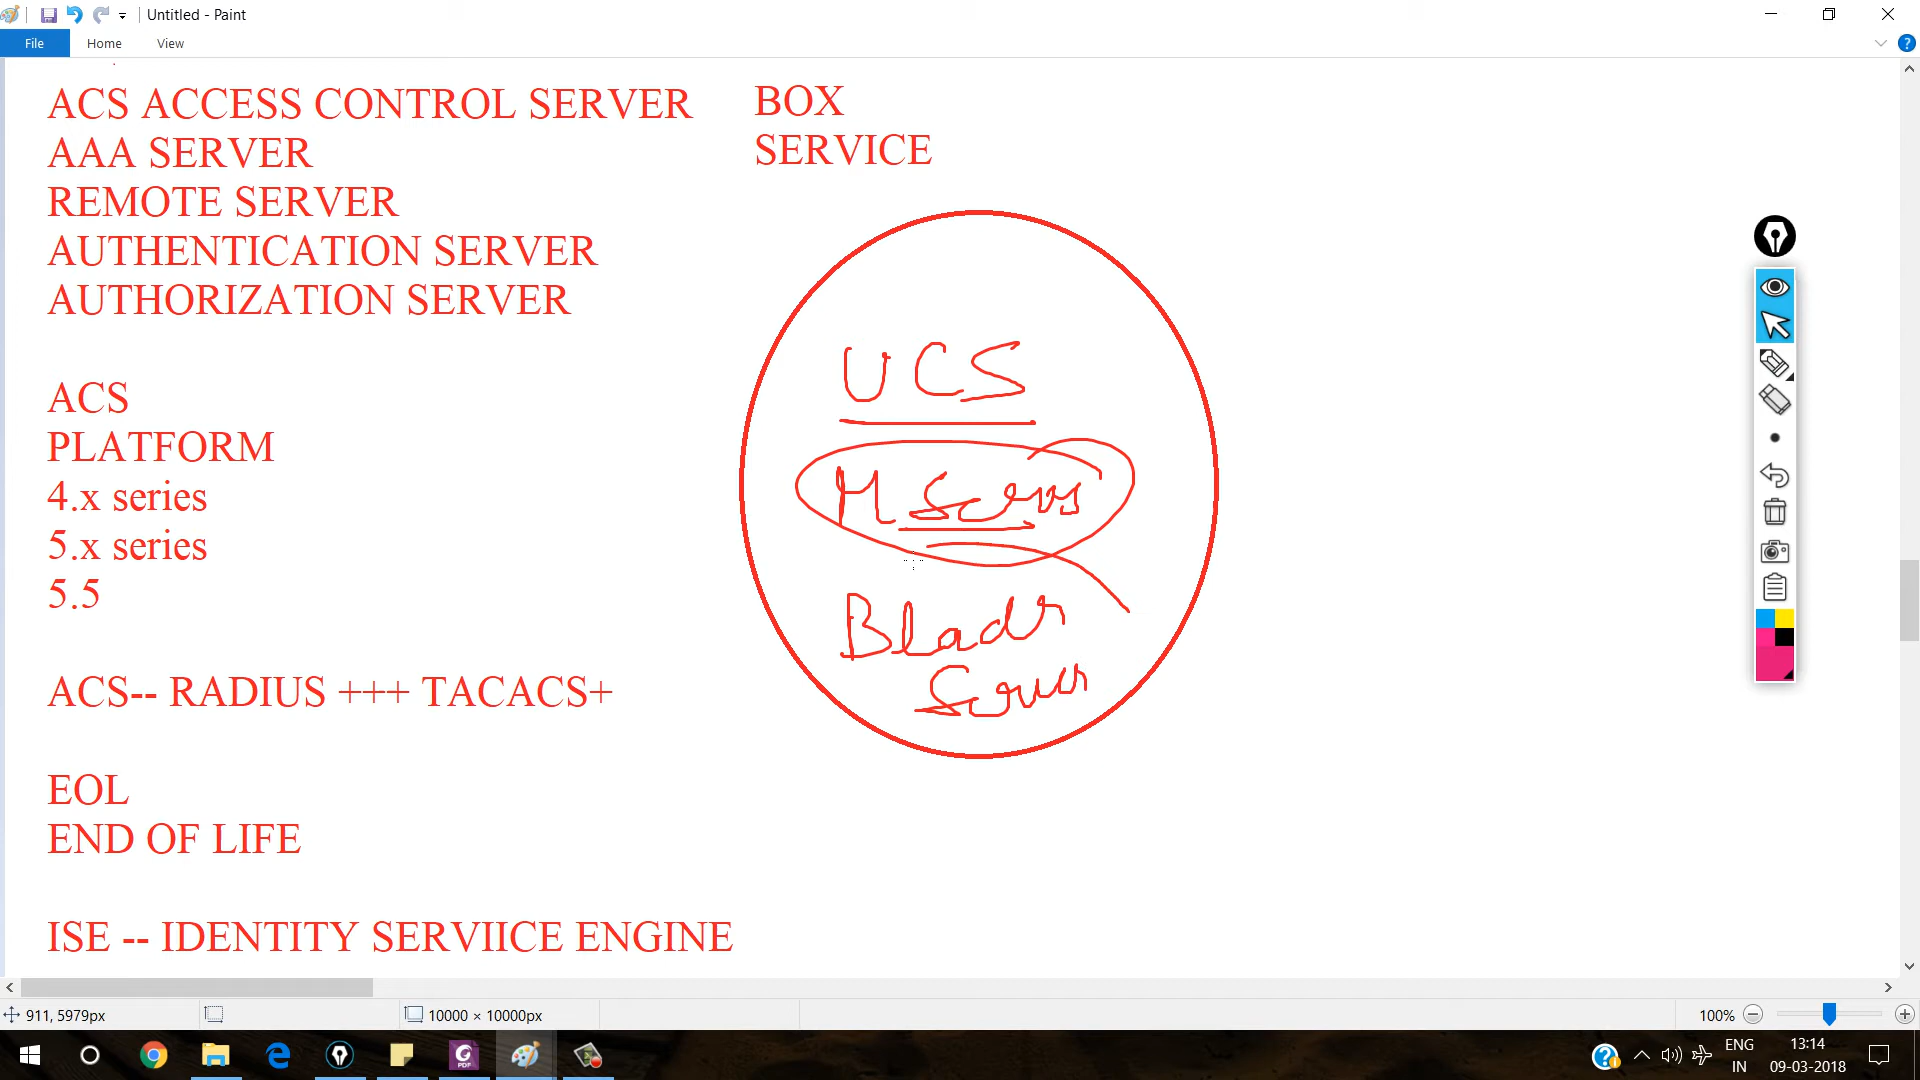 Untitled - Paint
File Home View
ACS ACCESS CONTROL SERVER
AAA SERVER
REMOTE SERVER
AUTHENTICATION SERVER
AUTHORIZATION SERVER
ACS
PLATFORM
4.x series
5.x series
5.5
ACS-- RADIUS +++ TACACS+
EOL
END OF LIFE
ISE -- IDENTITY SERVIICE ENGINE
BOX
SERVICE
UCS
M
Blade
911, 5979px
10000 × 10000px
100%
ENG
IN
13:14
09-03-2018